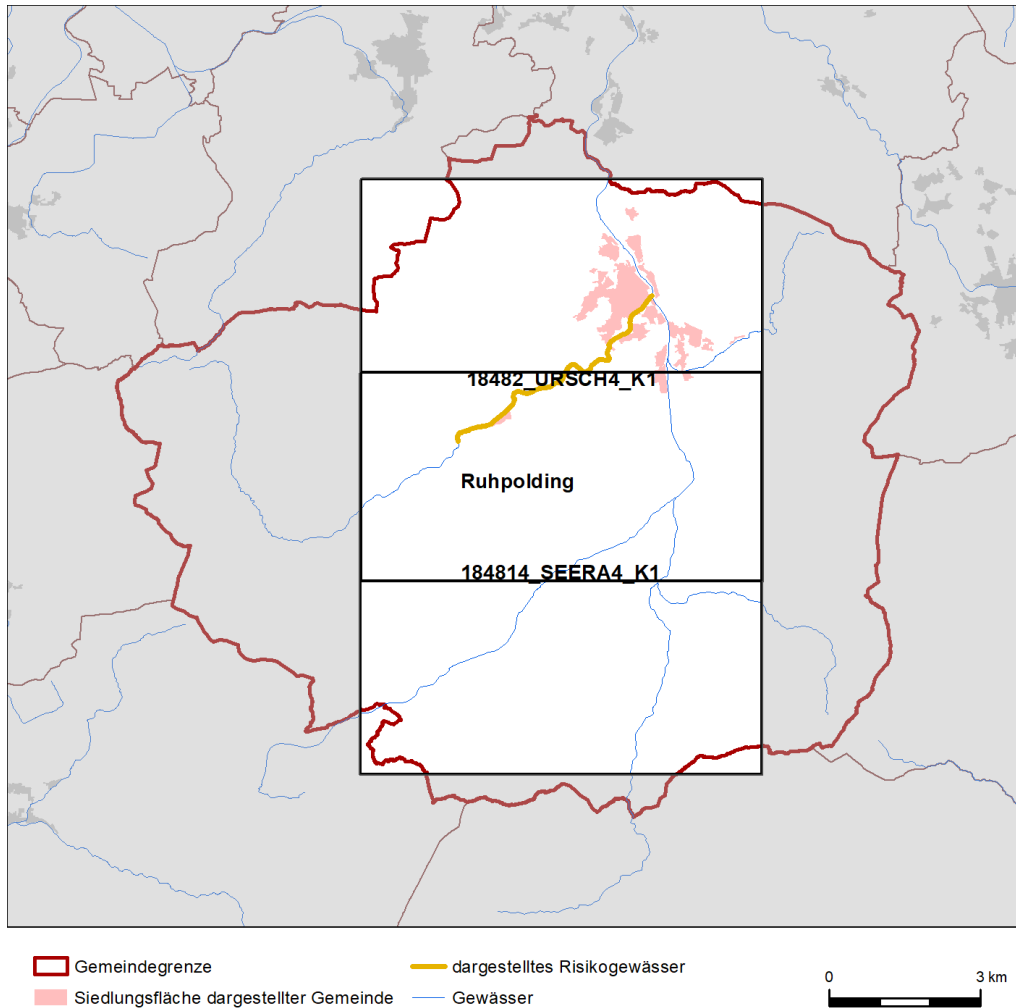 18482_URSCH4_K1
Ruhpolding
184814_SEERA4_K1
Gemeindegrenze
dargestelltes Risikogewässer
0
3 km
Siedlungsfläche dargestellter Gemeinde
Gewässer